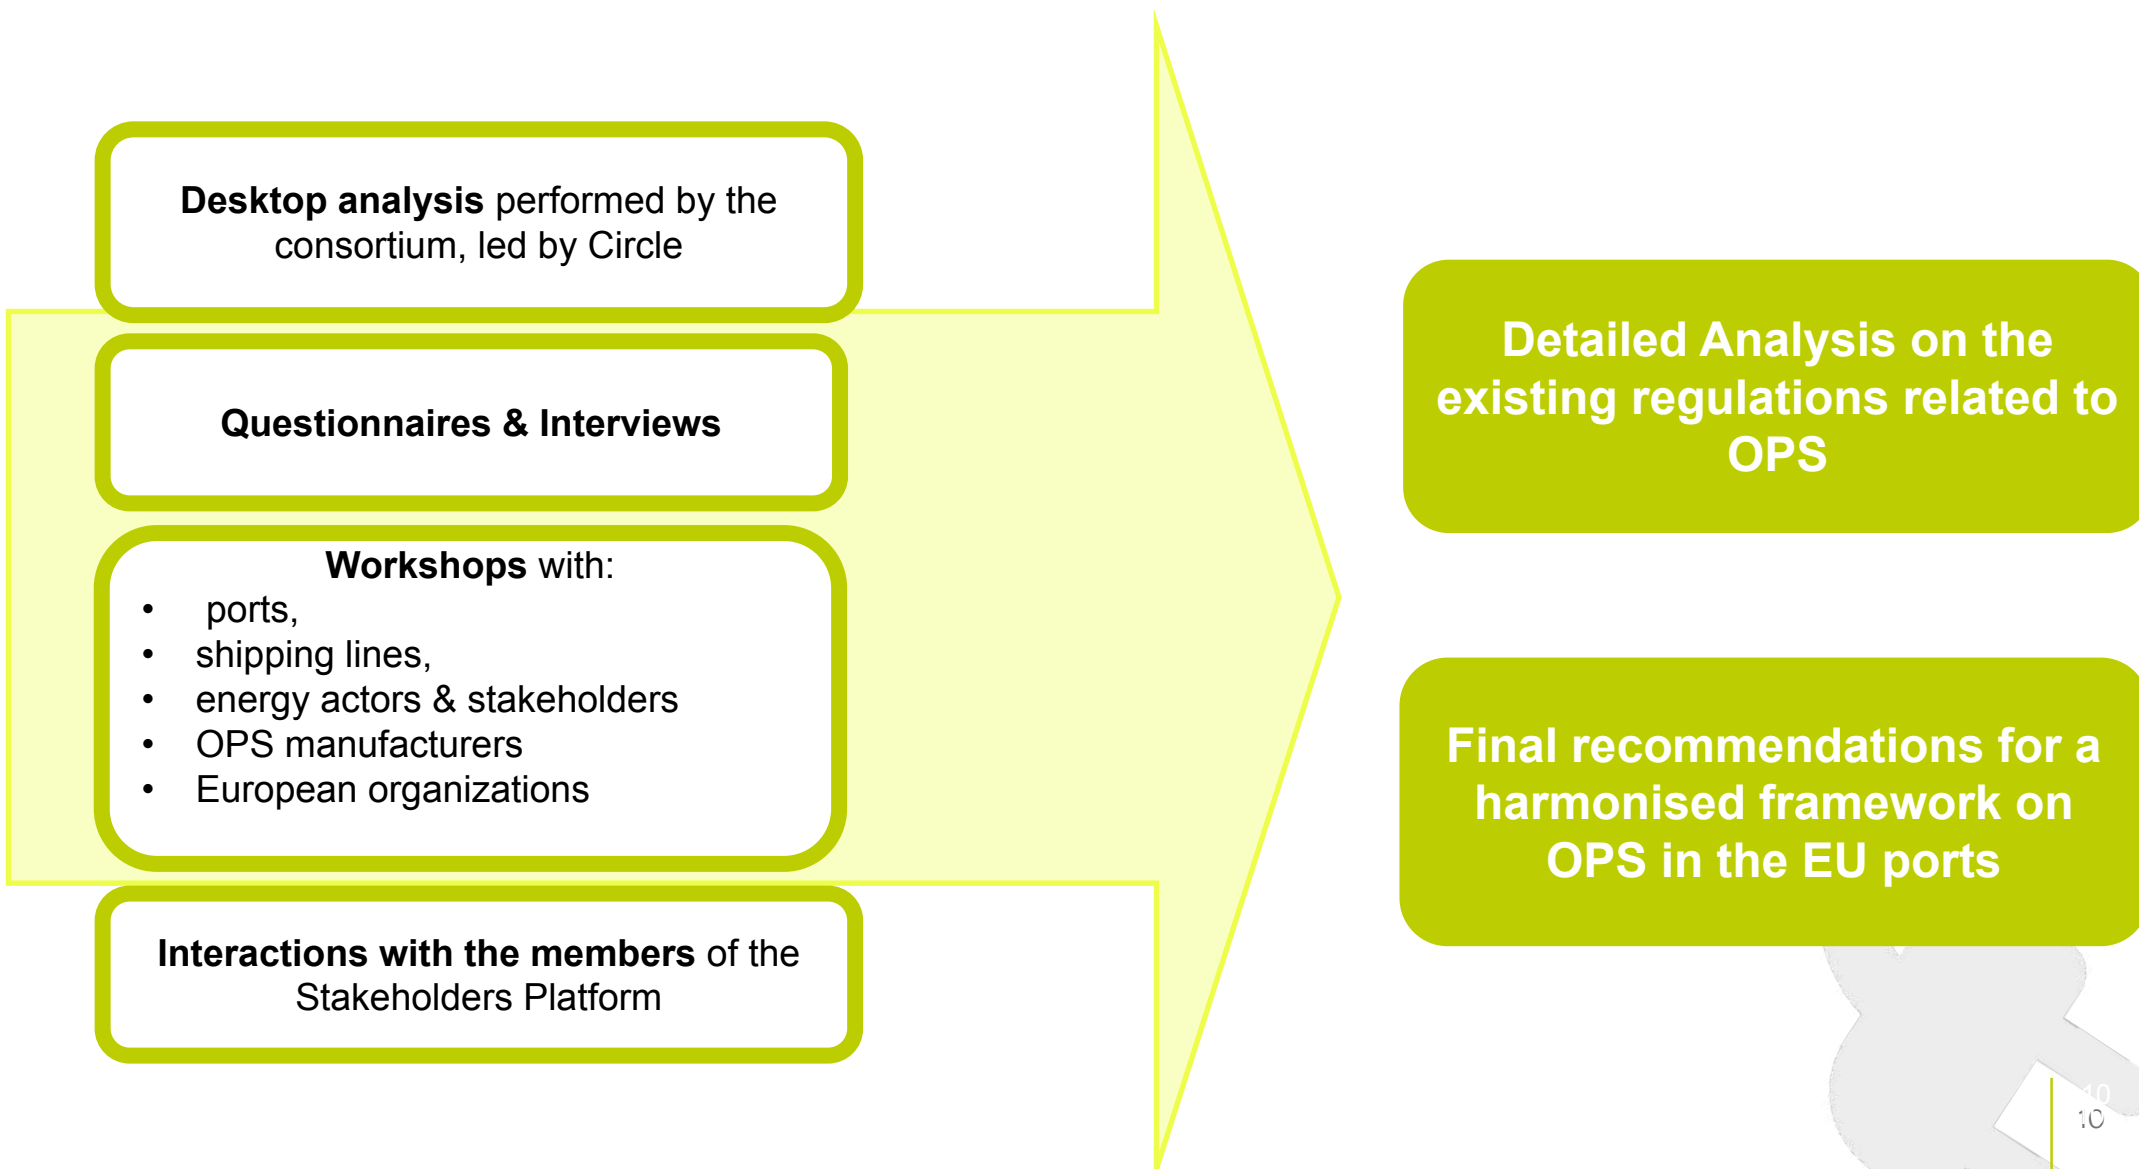 Desktop analysis performed by the
consortium, led by Circle
Questionnaires & Interviews
Workshops with:
• ports,
• shipping lines,
• energy actors & stakeholders
• OPS manufacturers
• European organizations
Interactions with the members of the
Stakeholders Platform
Detailed Analysis on the
existing regulations related to
OPS
Final recommendations for a
harmonised framework on
OPS in the EU ports
10
10